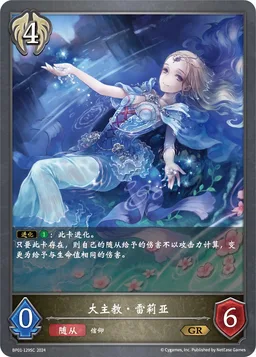 4
进化 1：此卡进化。
只要此卡存在，则自己的随从给予的伤害不以攻击力计算，变
更为给予与生命值相同的伤害。
大主教·雷莉亚
0
随从 信仰
GR
6
BP01-129SC 2024
© Cygames, Inc. Projected by NetEase Games